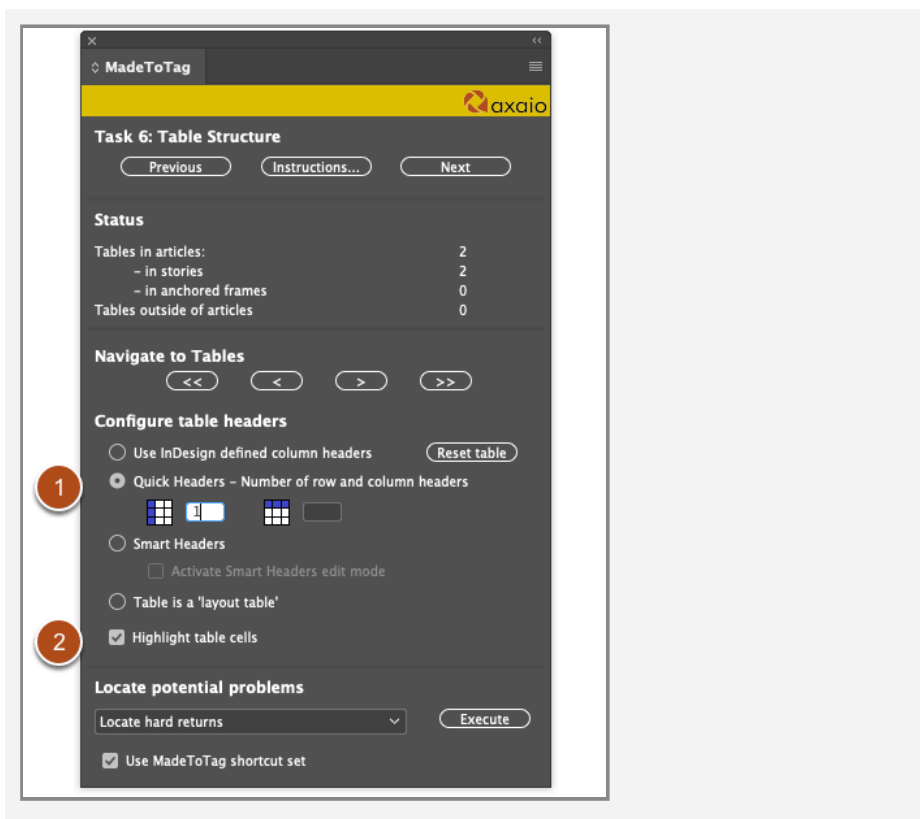 MadeToTag
axaio
Task 6: Table Structure
Previous Instructions... Next
Status
Tables in articles: 2
– in stories 2
– in anchored frames 0
Tables outside of articles 0
Navigate to Tables
<< < > >>
Configure table headers
Use InDesign defined column headers Reset table
1 Quick Headers – Number of row and column headers
1
Smart Headers
Activate Smart Headers edit mode
Table is a 'layout table'
2 Highlight table cells
Locate potential problems
Locate hard returns Execute
Use MadeToTag shortcut set